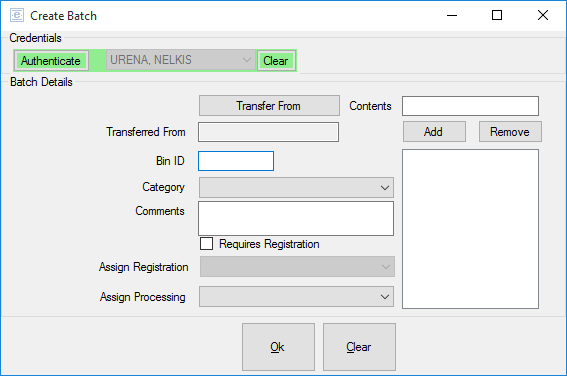 Create Batch
Credentials
Authenticate
URENA, NELKIS
Clear
Batch Details
Transfer From
Contents
Transferred From
Add
Remove
Bin ID
Category
Comments
Requires Registration
Assign Registration
Assign Processing
Ok
Clear